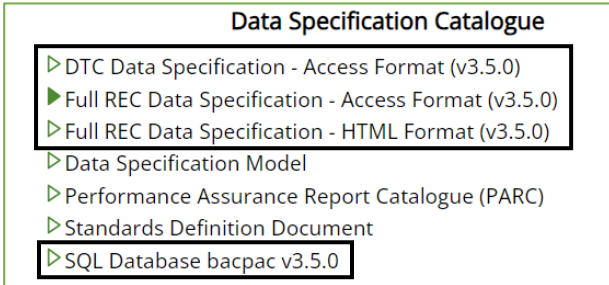 Data Specification Catalogue
DTC Data Specification - Access Format (v3.5.0)
Full REC Data Specification - Access Format (v3.5.0)
Full REC Data Specification - HTML Format (v3.5.0)
Data Specification Model
Performance Assurance Report Catalogue (PARC)
Standards Definition Document
SQL Database bacpac v3.5.0